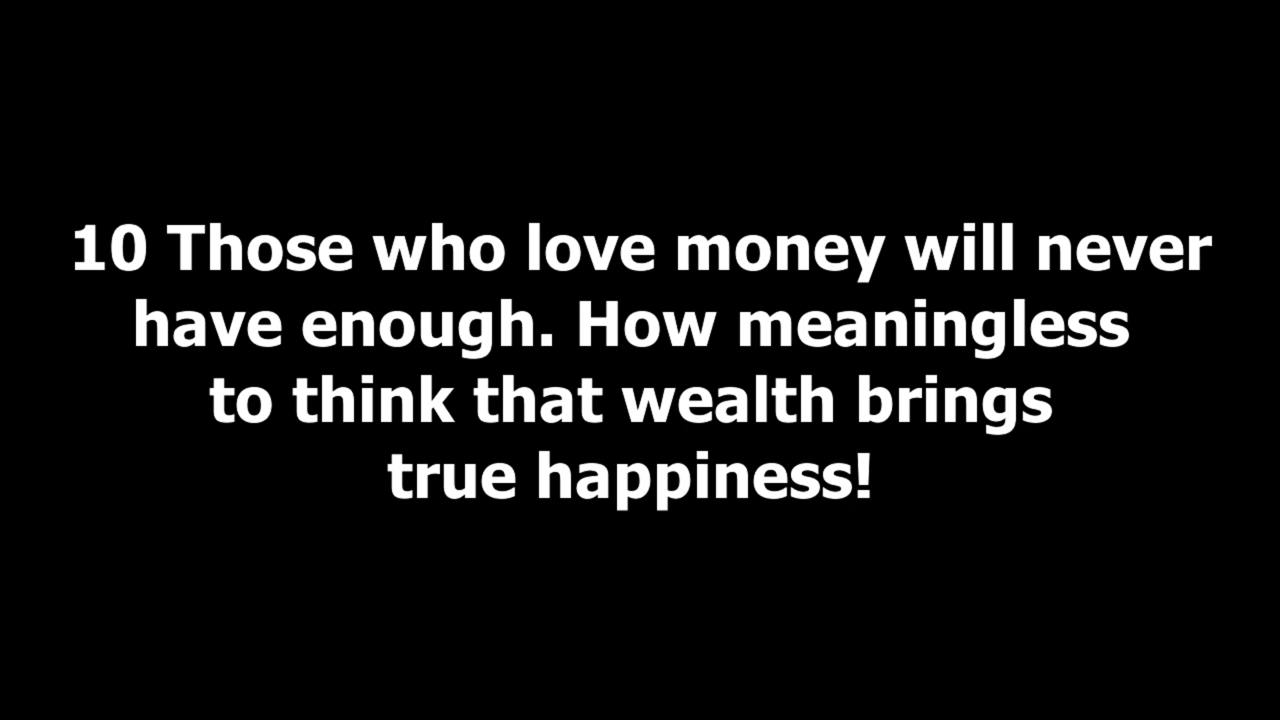 10 Those who love money will never
have enough. How meaningless
to think that wealth brings
true happiness!